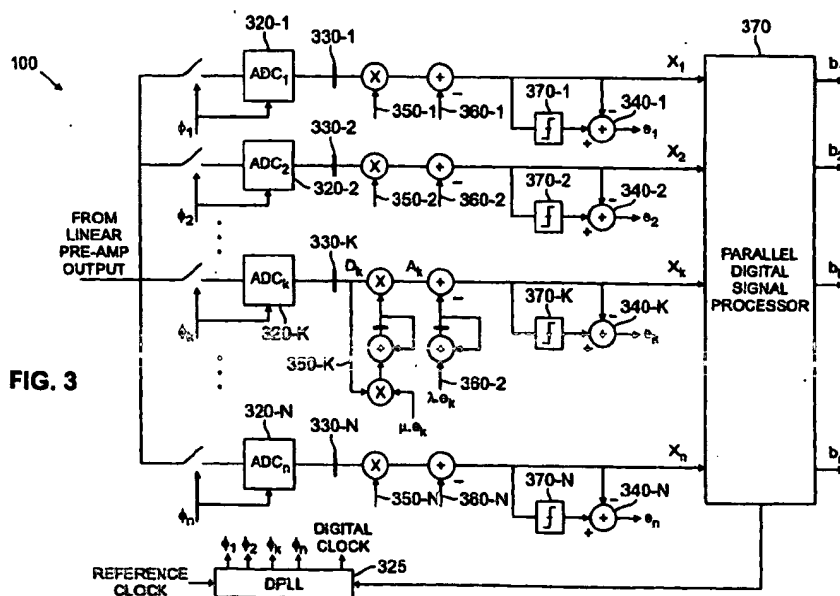 100
320-1
330-1
370
ADC1
350-1
360-1
370-1
340-1
X1
e1
ϕ1
330-2
ADC2
320-2
350-2
360-2
370-2
340-2
X2
e2
ϕ2
FROM
LINEAR
PRE-AMP
OUTPUT
330-K
ADCk
320-K
Dk
Ak
370-K
340-K
Xk
ek
ϕk
350-K
360-2
λ.ek
μ.ek
PARALLEL
DIGITAL
SIGNAL
PROCESSOR
FIG. 3
320-N
330-N
ADCn
350-N
360-N
370-N
340-N
Xn
en
ϕn
ϕ1 ϕ2 ϕk ϕn
DIGITAL
CLOCK
325
REFERENCE
CLOCK
DPLL